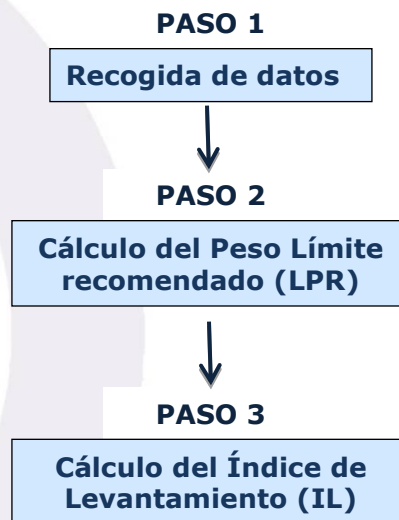 PASO 1
Recogida de datos
PASO 2
Cálculo del Peso Límite
recomendado (LPR)
PASO 3
Cálculo del Índice de
Levantamiento (IL)